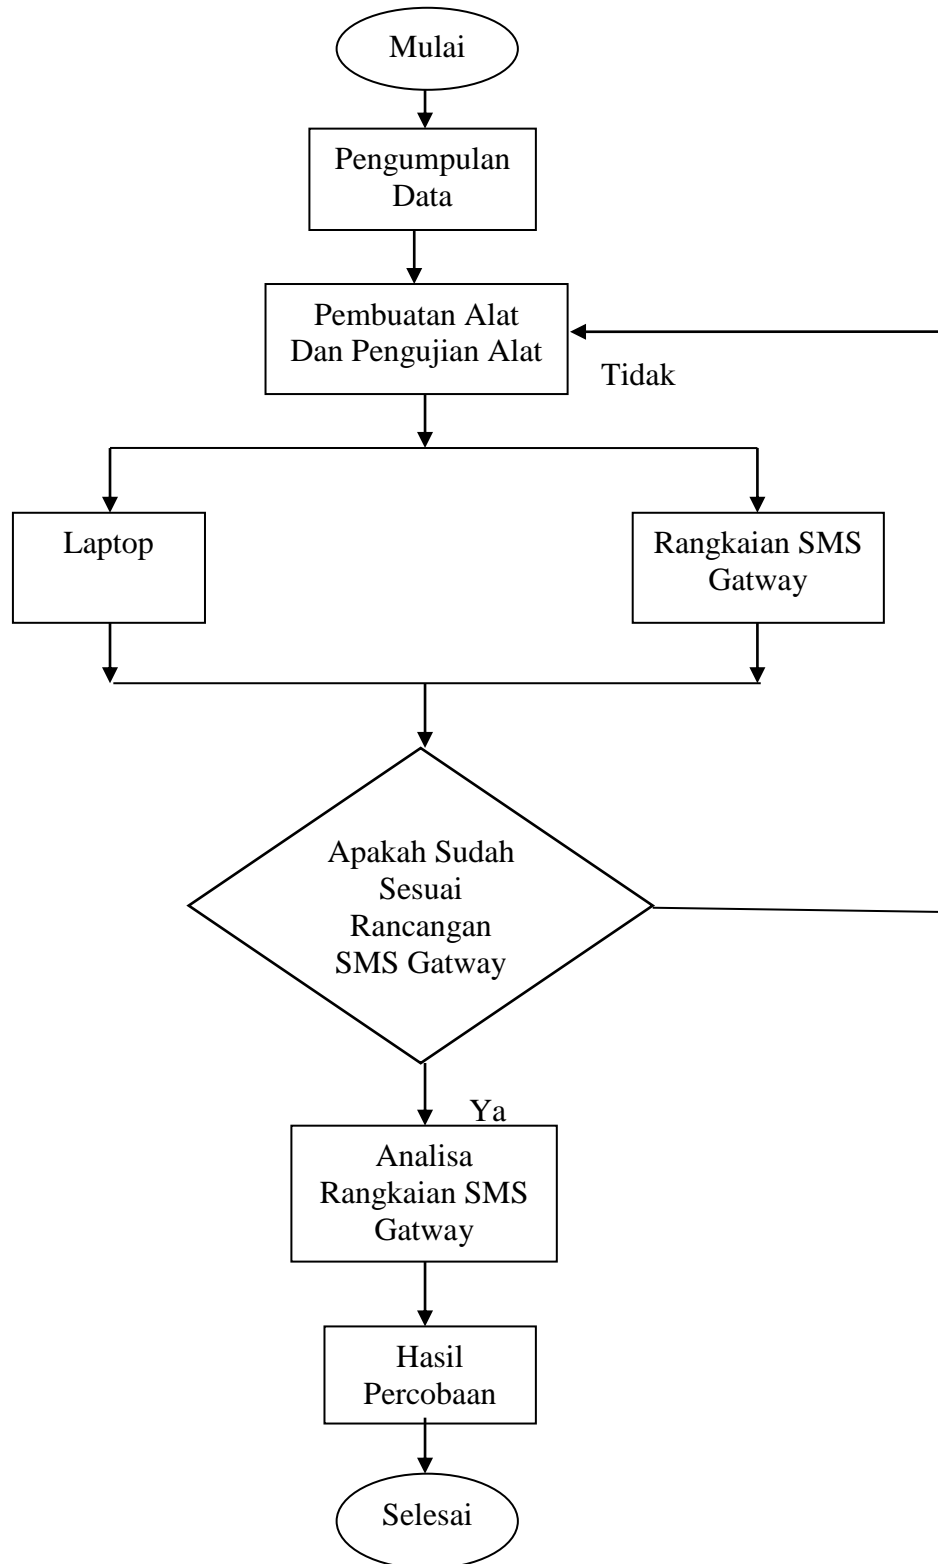 Mulai
Pengumpulan
Data
Pembuatan Alat
Dan Pengujian Alat
Tidak
Laptop
Rangkaian SMS
Gatway
Apakah Sudah
Sesuai
Rancangan
SMS Gatway
Ya
Analisa
Rangkaian SMS
Gatway
Hasil
Percobaan
Selesai